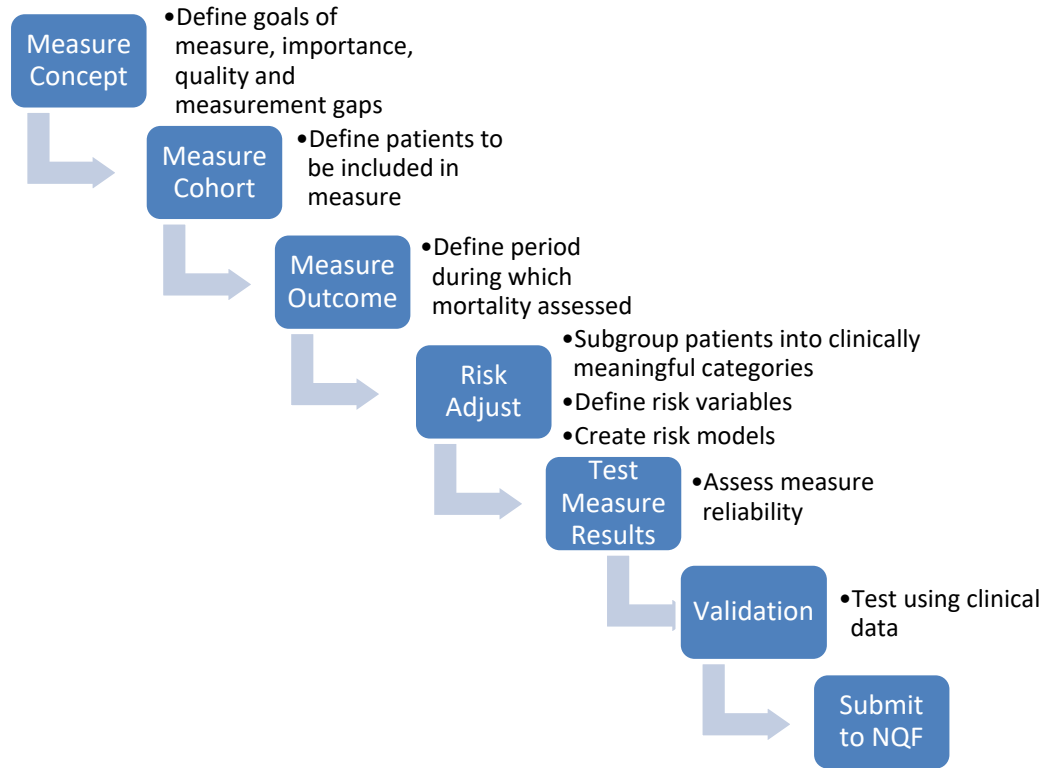 Measure
Concept
•Define goals of
measure, importance,
quality and
measurement gaps
Measure
Cohort
•Define patients to
be included in
measure
Measure
Outcome
•Define period
during which
mortality assessed
Risk
Adjust
•Subgroup patients into clinically
meaningful categories
•Define risk variables
•Create risk models
Test
Measure
Results
•Assess measure
reliability
Validation
•Test using clinical
data
Submit
to NQF